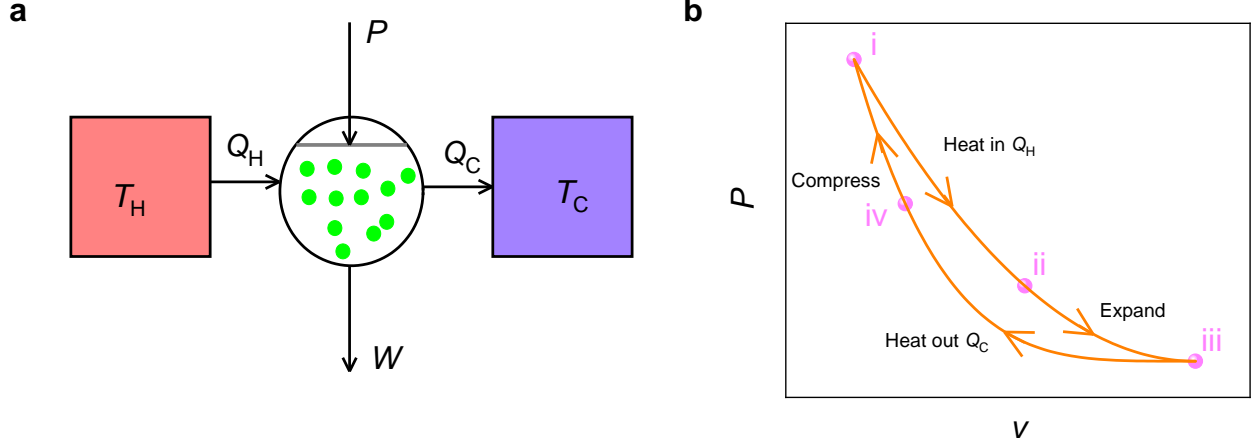 a
P
Q_H
Q_C
T_H
T_C
W
b
i
Heat in Q_H
Compress
iv
P
ii
Expand
Heat out Q_C
iii
v